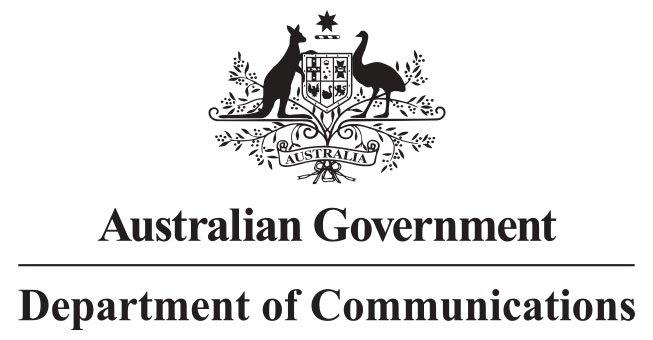 AUSTRALIA
Australian Government
Department of Communications